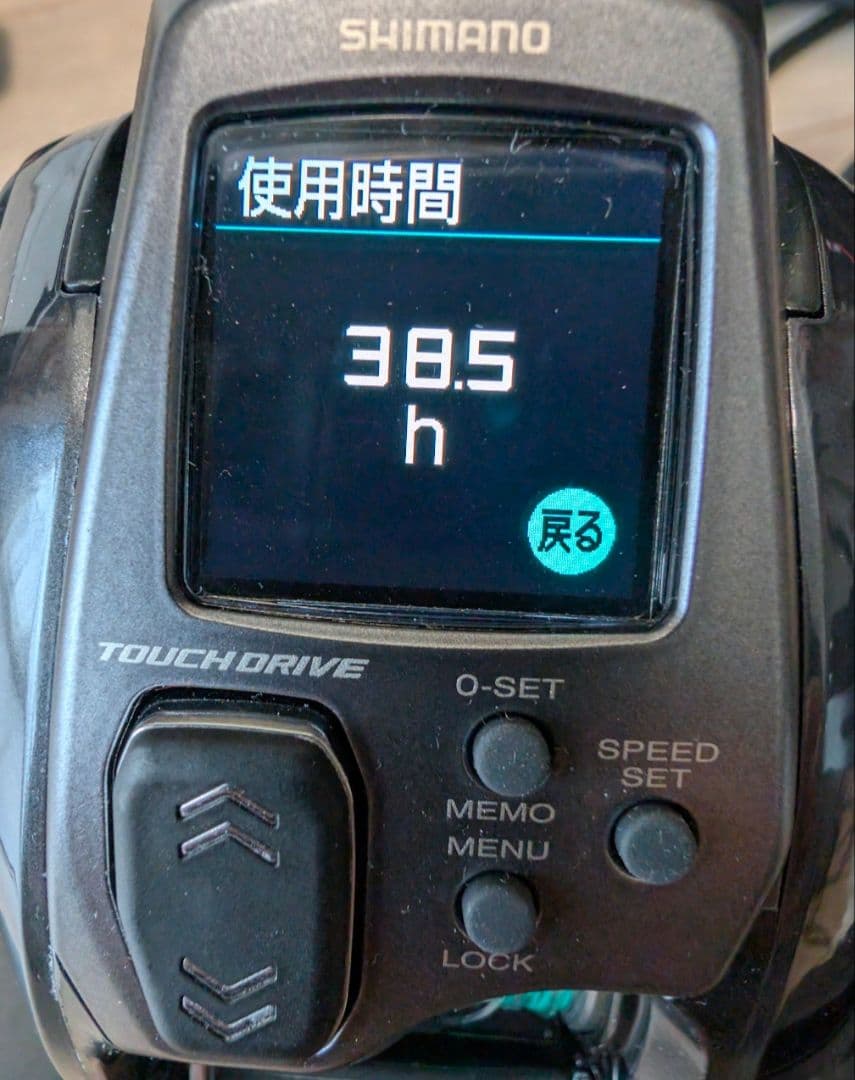 SHIMANO
使用時間
38.5
h
戻る
TOUCH DRIVE
0-SET
SPEED
SET
MEMO
MENU
LOCK